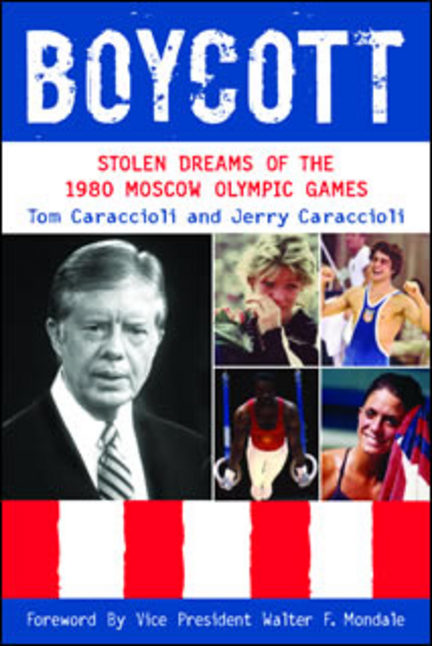 BOYCOTT
STOLEN DREAMS OF THE
1980 MOSCOW OLYMPIC GAMES
Tom Caraccioli and Jerry Caraccioli
Foreword By Vice President Walter F. Mondale